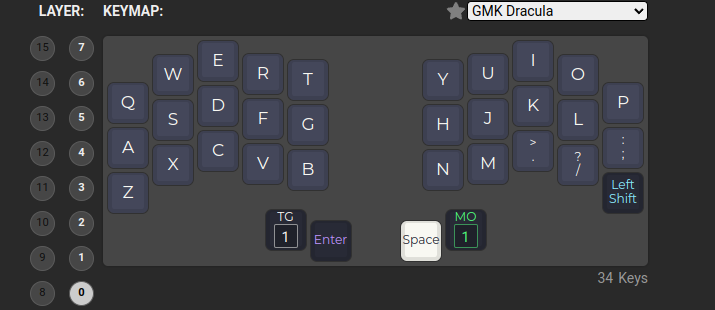 LAYER: KEYMAP: GMK Dracula
15 7
14 6
13 5
12 4
11 3
10 2
9 1
8 0
Q W E R T Y U I O P
A S D F G H J K L : ;
Z X C V B N M > . ? / Left Shift
TG 1 Enter Space MO 1
34 Keys